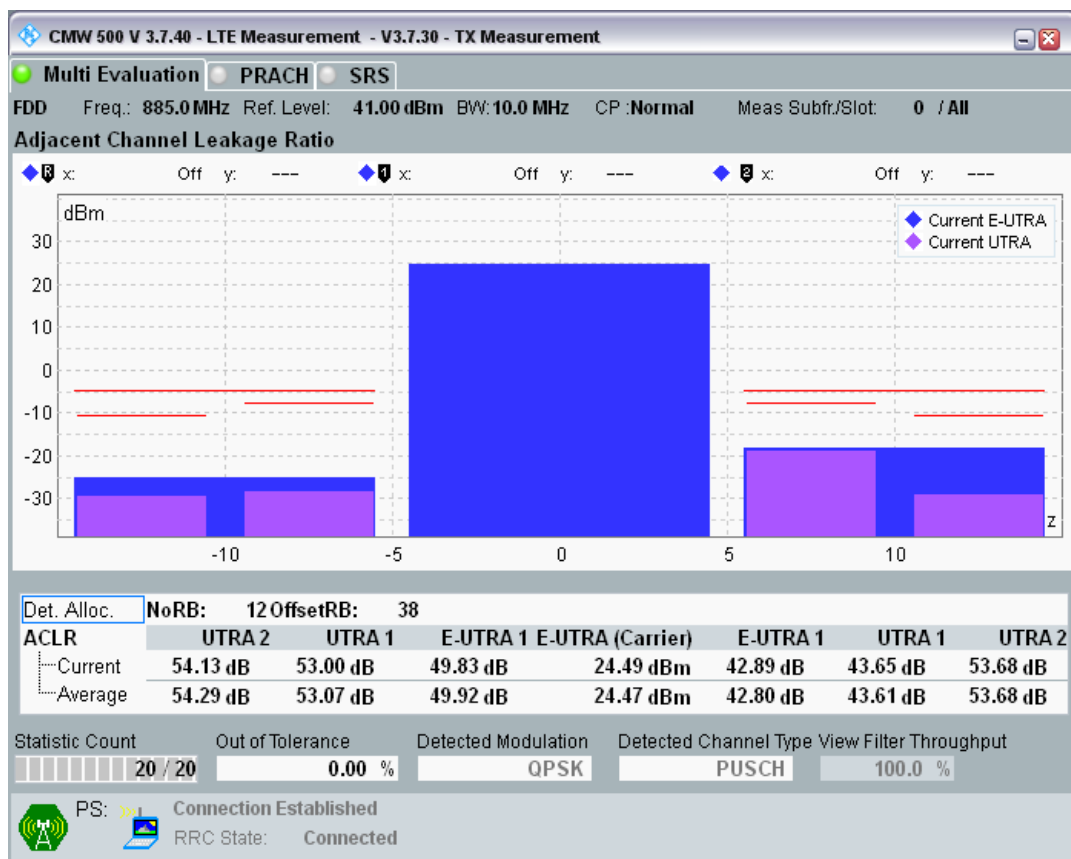 CMW 500 V 3.7.40 - LTE Measurement - V3.7.30 - TX Measurement
Multi Evaluation PRACH SRS
FDD Freq.: 885.0 MHz Ref. Level: 41.00 dBm BW: 10.0 MHz CP :Normal Meas Subfr./Slot: 0 / All
Adjacent Channel Leakage Ratio
R x: Off y: --- 1 x: Off y: --- 2 x: Off y: ---
dBm
Current E-UTRA
Current UTRA
30
20
10
0
-10
-20
-30
z
-10 -5 0 5 10
Det. Alloc. NoRB: 12 OffsetRB: 38
ACLR UTRA 2 UTRA 1 E-UTRA 1 E-UTRA (Carrier) E-UTRA 1 UTRA 1 UTRA 2
Current 54.13 dB 53.00 dB 49.83 dB 24.49 dBm 42.89 dB 43.65 dB 53.68 dB
Average 54.29 dB 53.07 dB 49.92 dB 24.47 dBm 42.80 dB 43.61 dB 53.68 dB
Statistic Count Out of Tolerance Detected Modulation Detected Channel Type View Filter Throughput
20 / 20 0.00 % QPSK PUSCH 100.0 %
PS: Connection Established
RRC State: Connected